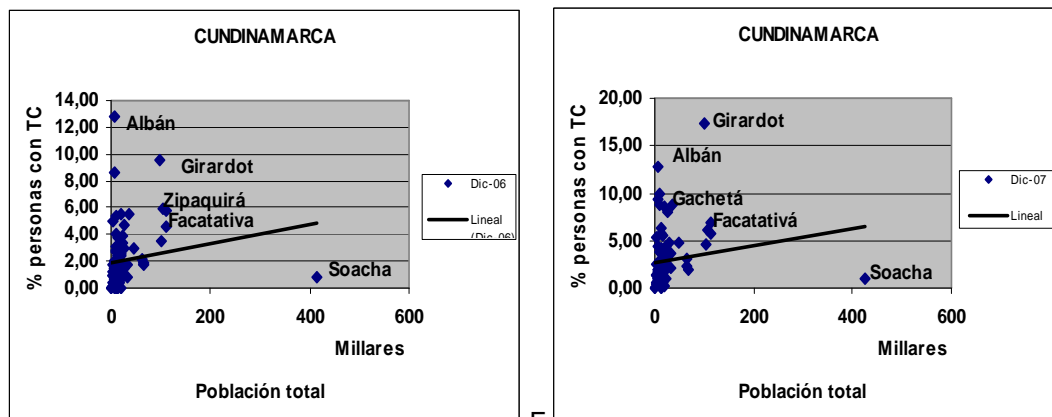 CUNDINAMARCA
% personas con TC
14,00
12,00
10,00
8,00
6,00
4,00
2,00
0,00
Albán
Girardot
Zipaquirá
Facatativa
Soacha
0 200 400 600
Millares
Población total
Dic-06
Lineal
(Dic-06)
CUNDINAMARCA
% personas con TC
20,00
15,00
10,00
5,00
0,00
Girardot
Albán
Gachetá
Facatativá
Soacha
0 200 400 600
Millares
Población total
Dic-07
Lineal